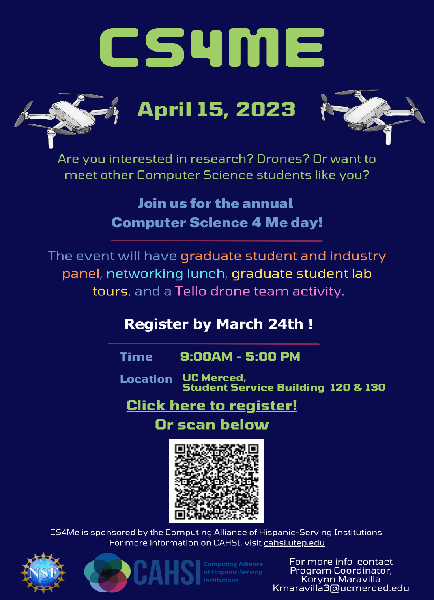 CS4ME
April 15, 2023
Are you interested in research? Drones? Or want to
meet other Computer Science students like you?
Join us for the annual
Computer Science 4 Me day!
The event will have graduate student and industry
panel, networking lunch, graduate student lab
tours, and a Tello drone team activity.
Register by March 24th !
Time 9:00AM - 5:00 PM
Location UC Merced,
Student Service Building 120 & 130
Click here to register!
Or scan below
CS4Me is sponsored by the Computing Alliance of Hispanic-Serving Institutions
For more information on CAHSI, visit cahsi.utep.edu
NSF
CAHSI
Computing Alliance
of Hispanic-Serving
Institutions
For more info, contact
Program Coordinator,
Korynn Maravilla
Kmaravilla3@ucmerced.edu